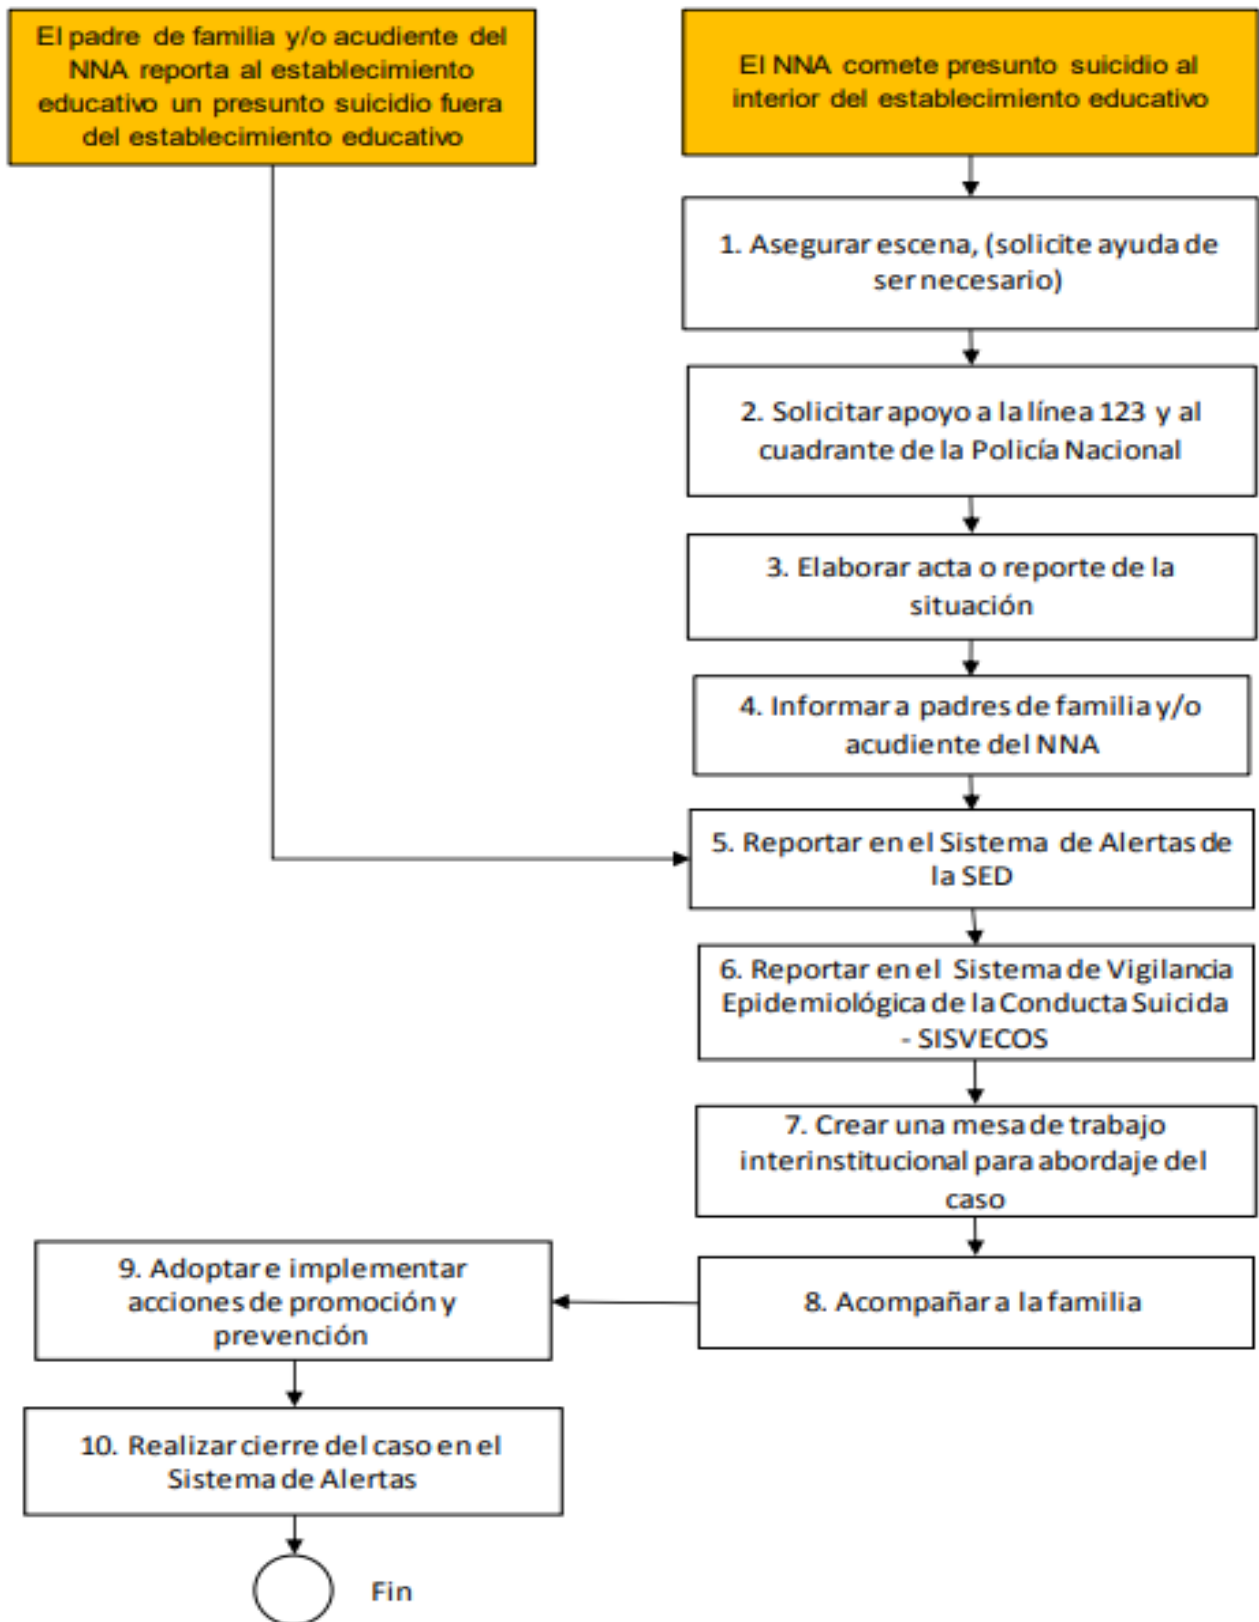 El padre de familia y/o acudiente del
NNA reporta al establecimiento
educativo un presunto suicidio fuera
del establecimiento educativo
El NNA comete presunto suicidio al
interior del establecimiento educativo
1. Asegurar escena, (solicite ayuda de
ser necesario)
2. Solicitar apoyo a la línea 123 y al
cuadrante de la Policía Nacional
3. Elaborar acta o reporte de la
situación
4. Informar a padres de familia y/o
acudiente del NNA
5. Reportar en el Sistema de Alertas de
la SED
6. Reportar en el Sistema de Vigilancia
Epidemiológica de la Conducta Suicida
- SISVECOS
7. Crear una mesa de trabajo
interinstitucional para abordaje del
caso
8. Acompañar a la familia
9. Adoptar e implementar
acciones de promoción y
prevención
10. Realizar cierre del caso en el
Sistema de Alertas
Fin